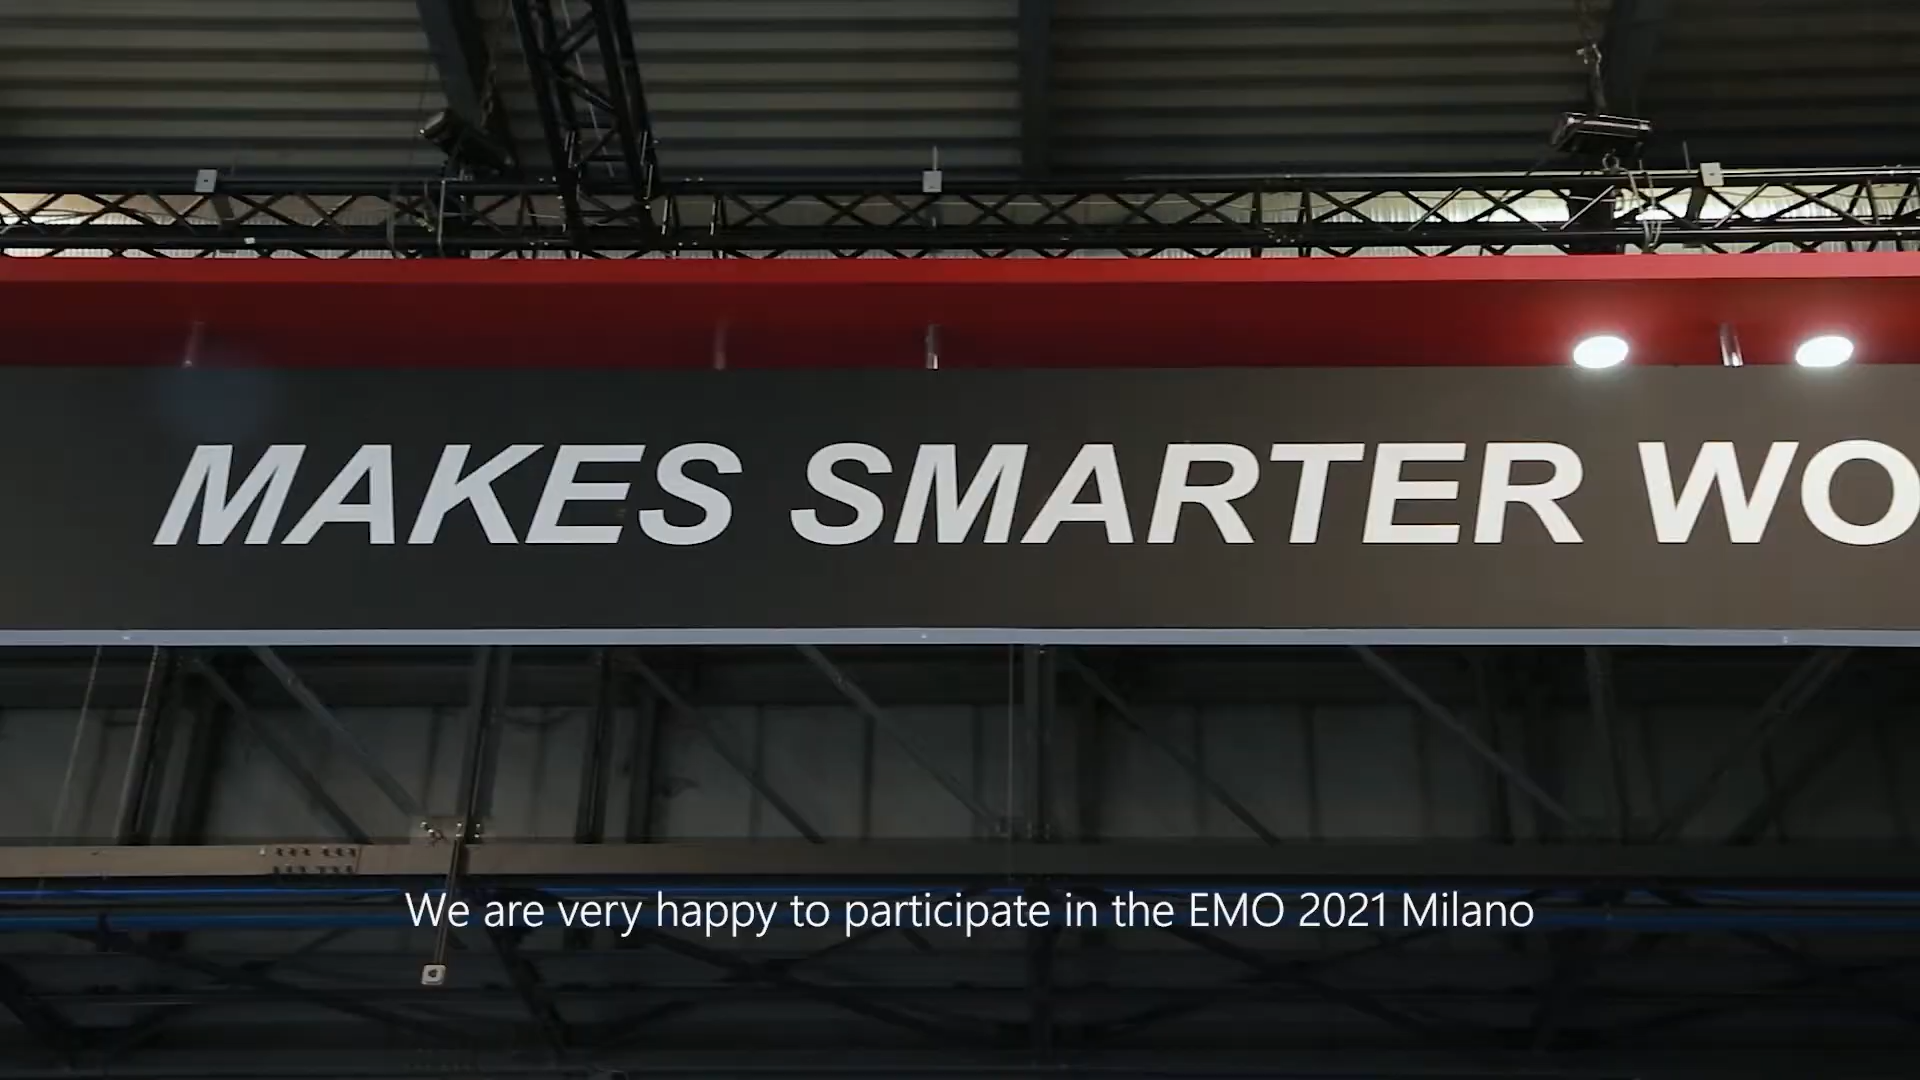 MAKES SMARTER WO
We are very happy to participate in the EMO 2021 Milano